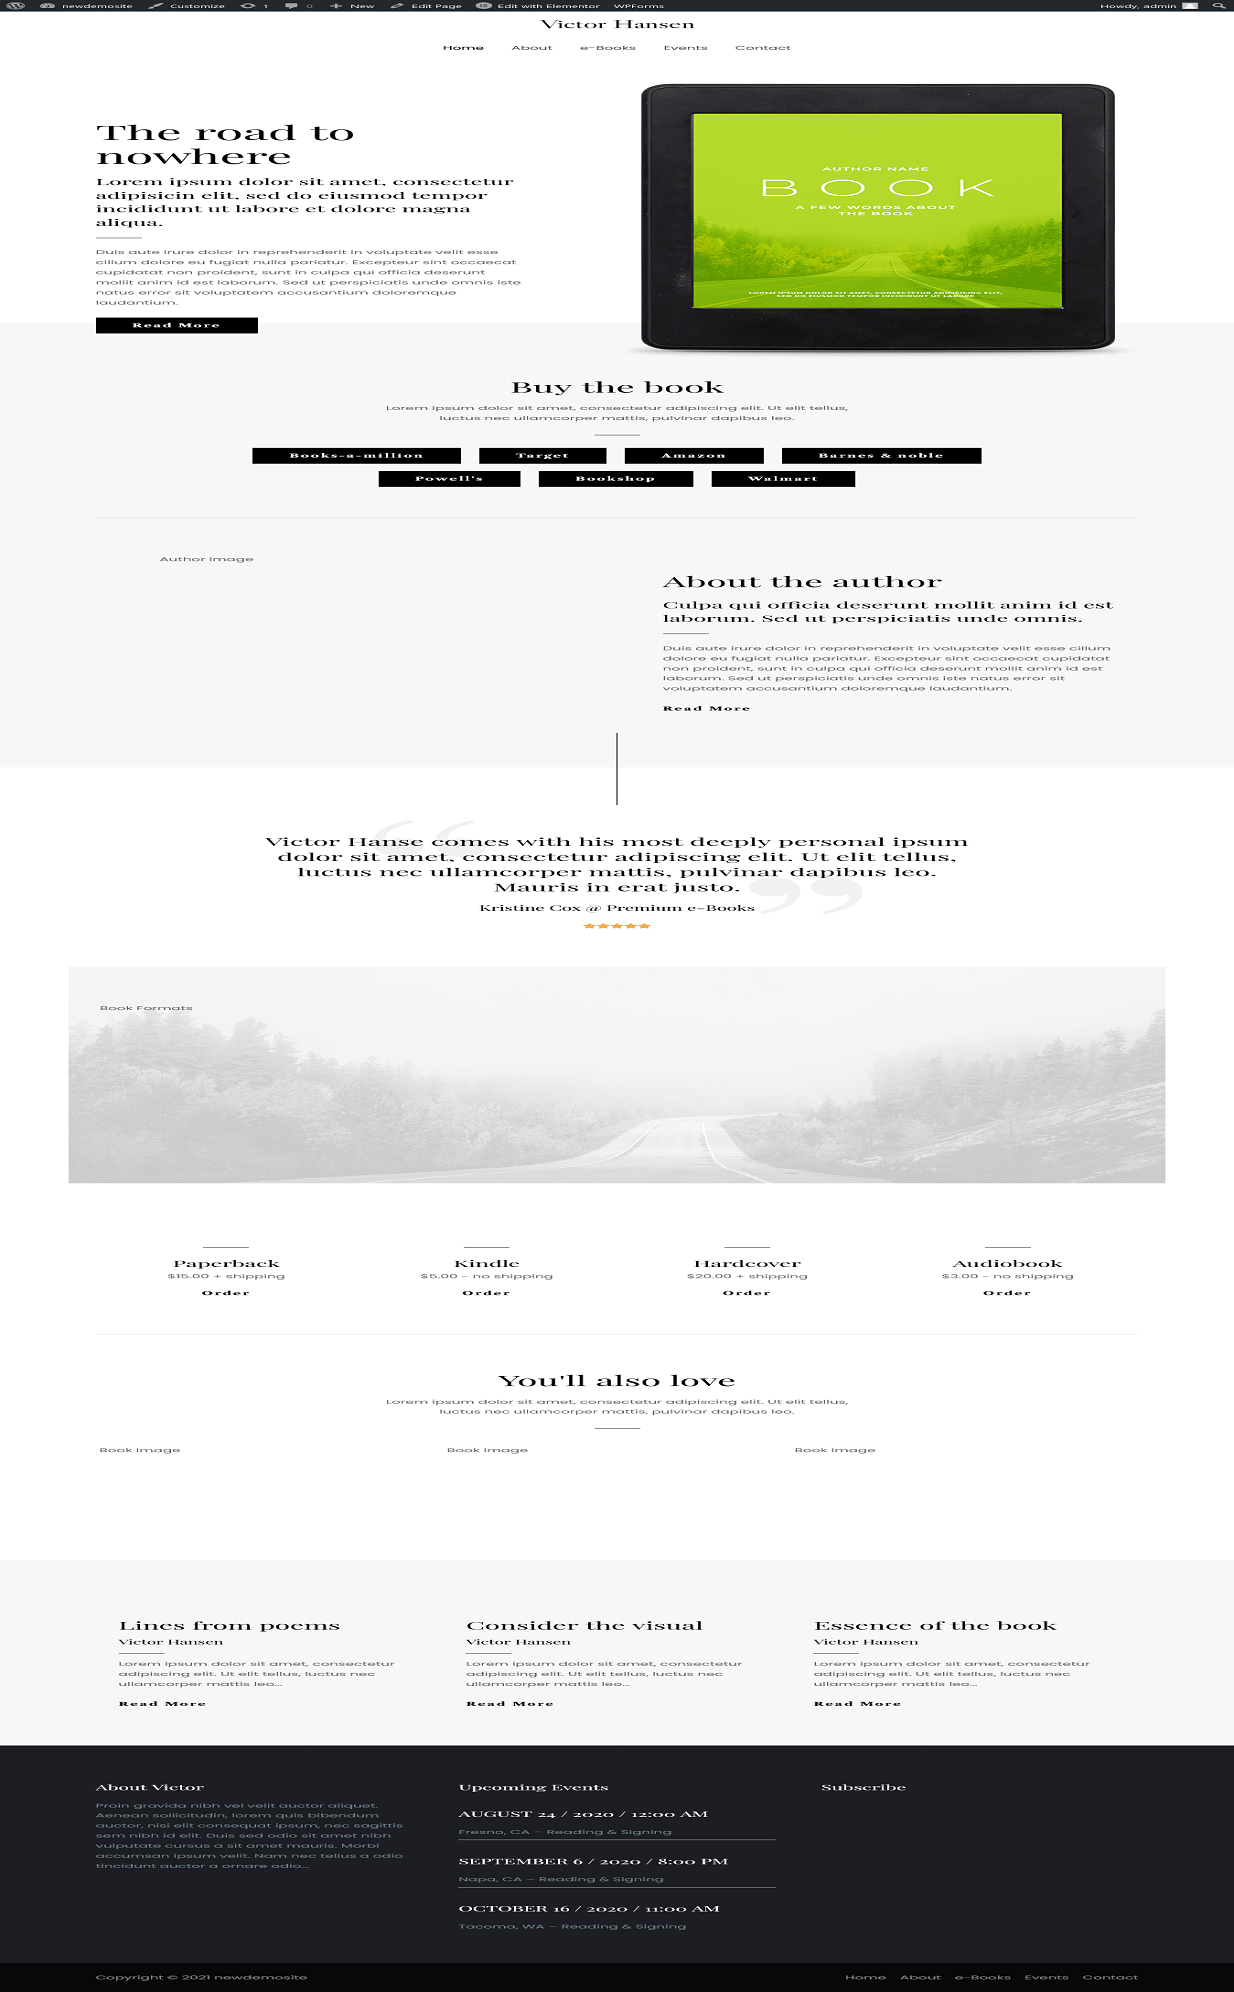 newdemosite Customize 1 0 New Edit Page Edit with Elementor WPForms Howdy, admin
Victor Hansen
Home About e-Books Events Contact
The road to
nowhere
Lorem ipsum dolor sit amet, consectetur
adipisicin elit, sed do eiusmod tempor
incididunt ut labore et dolore magna
aliqua.
Duis aute irure dolor in reprehenderit in voluptate velit esse
cillum dolore eu fugiat nulla pariatur. Excepteur sint occaecat
cupidatat non proident, sunt in culpa qui officia deserunt
mollit anim id est laborum. Sed ut perspiciatis unde omnis iste
natus error sit voluptatem accusantium doloremque
laudantium.
Read More
AUTHOR NAME
BOOK
A FEW WORDS ABOUT
THE BOOK
LOREM IPSUM DOLOR SIT AMET, CONSECTETUR ADIPISICING ELIT,
SED DO EIUSMOD TEMPOR INCIDIDUNT UT LABORE
Buy the book
Lorem ipsum dolor sit amet, consectetur adipiscing elit. Ut elit tellus,
luctus nec ullamcorper mattis, pulvinar dapibus leo.
Books-a-million Target Amazon Barnes & noble
Powell's Bookshop Walmart
Author Image
About the author
Culpa qui officia deserunt mollit anim id est
laborum. Sed ut perspiciatis unde omnis.
Duis aute irure dolor in reprehenderit in voluptate velit esse cillum
dolore eu fugiat nulla pariatur. Excepteur sint occaecat cupidatat
non proident, sunt in culpa qui officia deserunt mollit anim id est
laborum. Sed ut perspiciatis unde omnis iste natus error sit
voluptatem accusantium doloremque laudantium.
Read More
Victor Hanse comes with his most deeply personal ipsum
dolor sit amet, consectetur adipiscing elit. Ut elit tellus,
luctus nec ullamcorper mattis, pulvinar dapibus leo.
Mauris in erat justo.
Kristine Cox @ Premium e-Books
Book Formats
Paperback
$15.00 + shipping
Order
Kindle
$5.00 – no shipping
Order
Hardcover
$20.00 + shipping
Order
Audiobook
$3.00 – no shipping
Order
You'll also love
Lorem ipsum dolor sit amet, consectetur adipiscing elit. Ut elit tellus,
luctus nec ullamcorper mattis, pulvinar dapibus leo.
Book Image Book Image Book Image
Lines from poems
Victor Hansen
Lorem ipsum dolor sit amet, consectetur
adipiscing elit. Ut elit tellus, luctus nec
ullamcorper mattis leo...
Read More
Consider the visual
Victor Hansen
Lorem ipsum dolor sit amet, consectetur
adipiscing elit. Ut elit tellus, luctus nec
ullamcorper mattis leo...
Read More
Essence of the book
Victor Hansen
Lorem ipsum dolor sit amet, consectetur
adipiscing elit. Ut elit tellus, luctus nec
ullamcorper mattis leo...
Read More
About Victor
Proin gravida nibh vel velit auctor aliquet.
Aenean sollicitudin, lorem quis bibendum
auctor, nisi elit consequat ipsum, nec sagittis
sem nibh id elit. Duis sed odio sit amet nibh
vulputate cursus a sit amet mauris. Morbi
accumsan ipsum velit. Nam nec tellus a odio
tincidunt auctor a ornare odio...
Upcoming Events
AUGUST 24 / 2020 / 12:00 AM
Fresno, CA – Reading & Signing
SEPTEMBER 6 / 2020 / 8:00 PM
Napa, CA – Reading & Signing
OCTOBER 16 / 2020 / 11:00 AM
Tacoma, WA – Reading & Signing
Subscribe
Copyright © 2021 newdemosite
Home About e-Books Events Contact